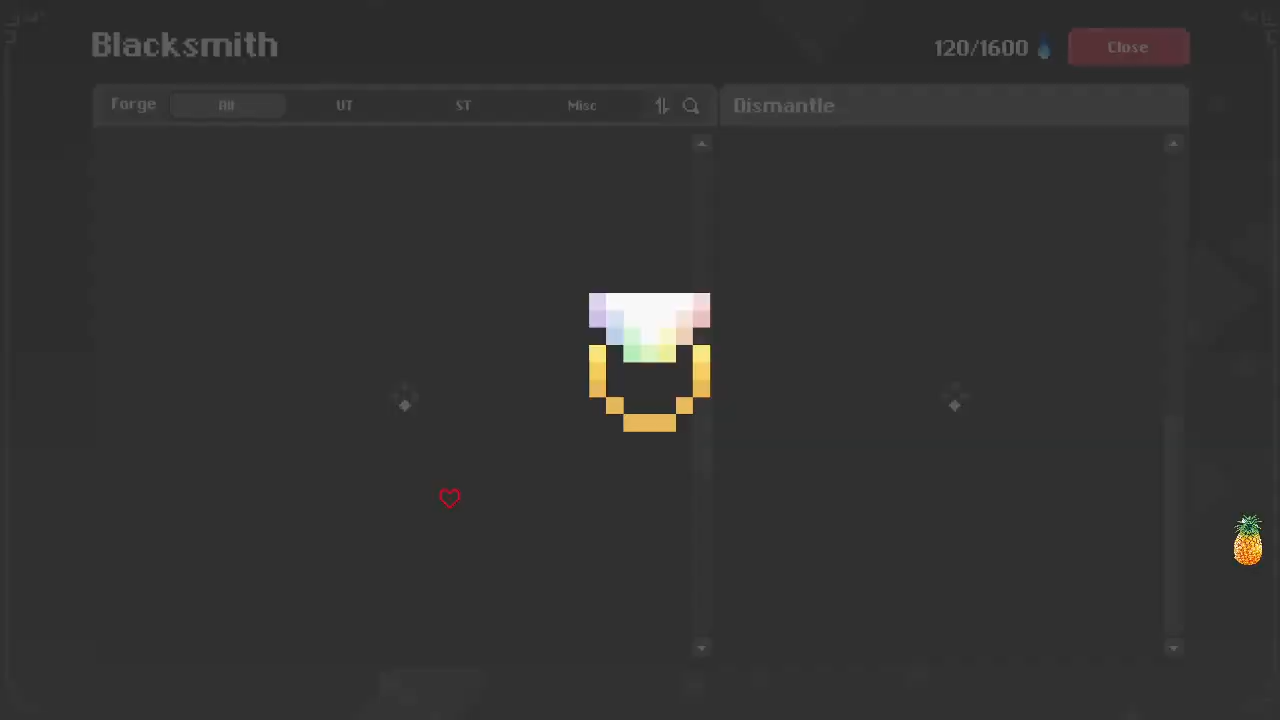 Blacksmith
120/1600
Close
Forge
All
UT
ST
Misc
Dismantle